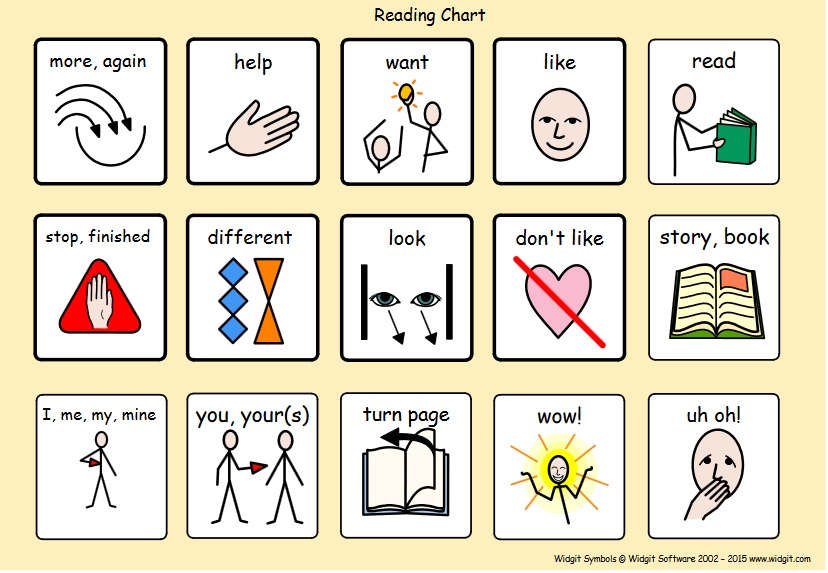 Reading Chart
more, again
help
want
like
read
stop, finished
different
look
don't like
story, book
I, me, my, mine
you, your(s)
turn page
wow!
uh oh!
Widgit Symbols © Widgit Software 2002 - 2015 www.widgit.com